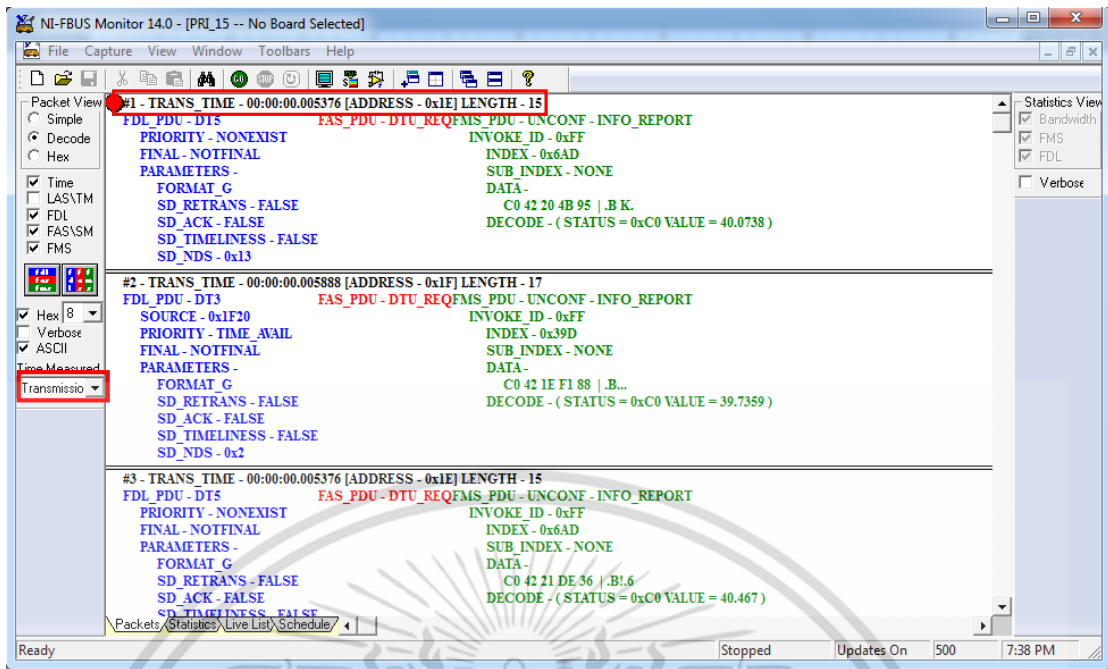 NI-FBUS Monitor 14.0 - [PRI_15 -- No Board Selected]
File Capture View Window Toolbars Help
Packet View
Simple
Decode
Hex
Time
LAS\TM
FDL
FAS\SM
FMS
Hex 8
Verbose
ASCII
Time Measured
Transmissio
#1 - TRANS_TIME - 00:00:00.005376 [ADDRESS - 0x1E] LENGTH - 15
FDL_PDU - DT5 FAS_PDU - DTU_REQFMS_PDU - UNCONF - INFO_REPORT
PRIORITY - NONEXIST INVOKE_ID - 0xFF
FINAL - NOTFINAL INDEX - 0x6AD
PARAMETERS - SUB_INDEX - NONE
FORMAT_G DATA -
SD_RETRANS - FALSE C0 42 20 4B 95 | .B K.
SD_ACK - FALSE DECODE - ( STATUS = 0xC0 VALUE = 40.0738 )
SD_TIMELINESS - FALSE
SD_NDS - 0x13
#2 - TRANS_TIME - 00:00:00.005888 [ADDRESS - 0x1F] LENGTH - 17
FDL_PDU - DT3 FAS_PDU - DTU_REQFMS_PDU - UNCONF - INFO_REPORT
SOURCE - 0x1F20 INVOKE_ID - 0xFF
PRIORITY - TIME_AVAIL INDEX - 0x39D
FINAL - NOTFINAL SUB_INDEX - NONE
PARAMETERS - DATA -
FORMAT_G C0 42 1E F1 88 | .B...
SD_RETRANS - FALSE DECODE - ( STATUS = 0xC0 VALUE = 39.7359 )
SD_ACK - FALSE
SD_TIMELINESS - FALSE
SD_NDS - 0x2
#3 - TRANS_TIME - 00:00:00.005376 [ADDRESS - 0x1E] LENGTH - 15
FDL_PDU - DT5 FAS_PDU - DTU_REQFMS_PDU - UNCONF - INFO_REPORT
PRIORITY - NONEXIST INVOKE_ID - 0xFF
FINAL - NOTFINAL INDEX - 0x6AD
PARAMETERS - SUB_INDEX - NONE
FORMAT_G DATA -
SD_RETRANS - FALSE C0 42 21 DE 36 | .B!.6
SD_ACK - FALSE DECODE - ( STATUS = 0xC0 VALUE = 40.467 )
SD_TIMELINESS - FALSE
Packets Statistics Live List Schedule
Statistics View
Bandwidth
FMS
FDL
Verbose
Ready Stopped Updates On 500 7:38 PM